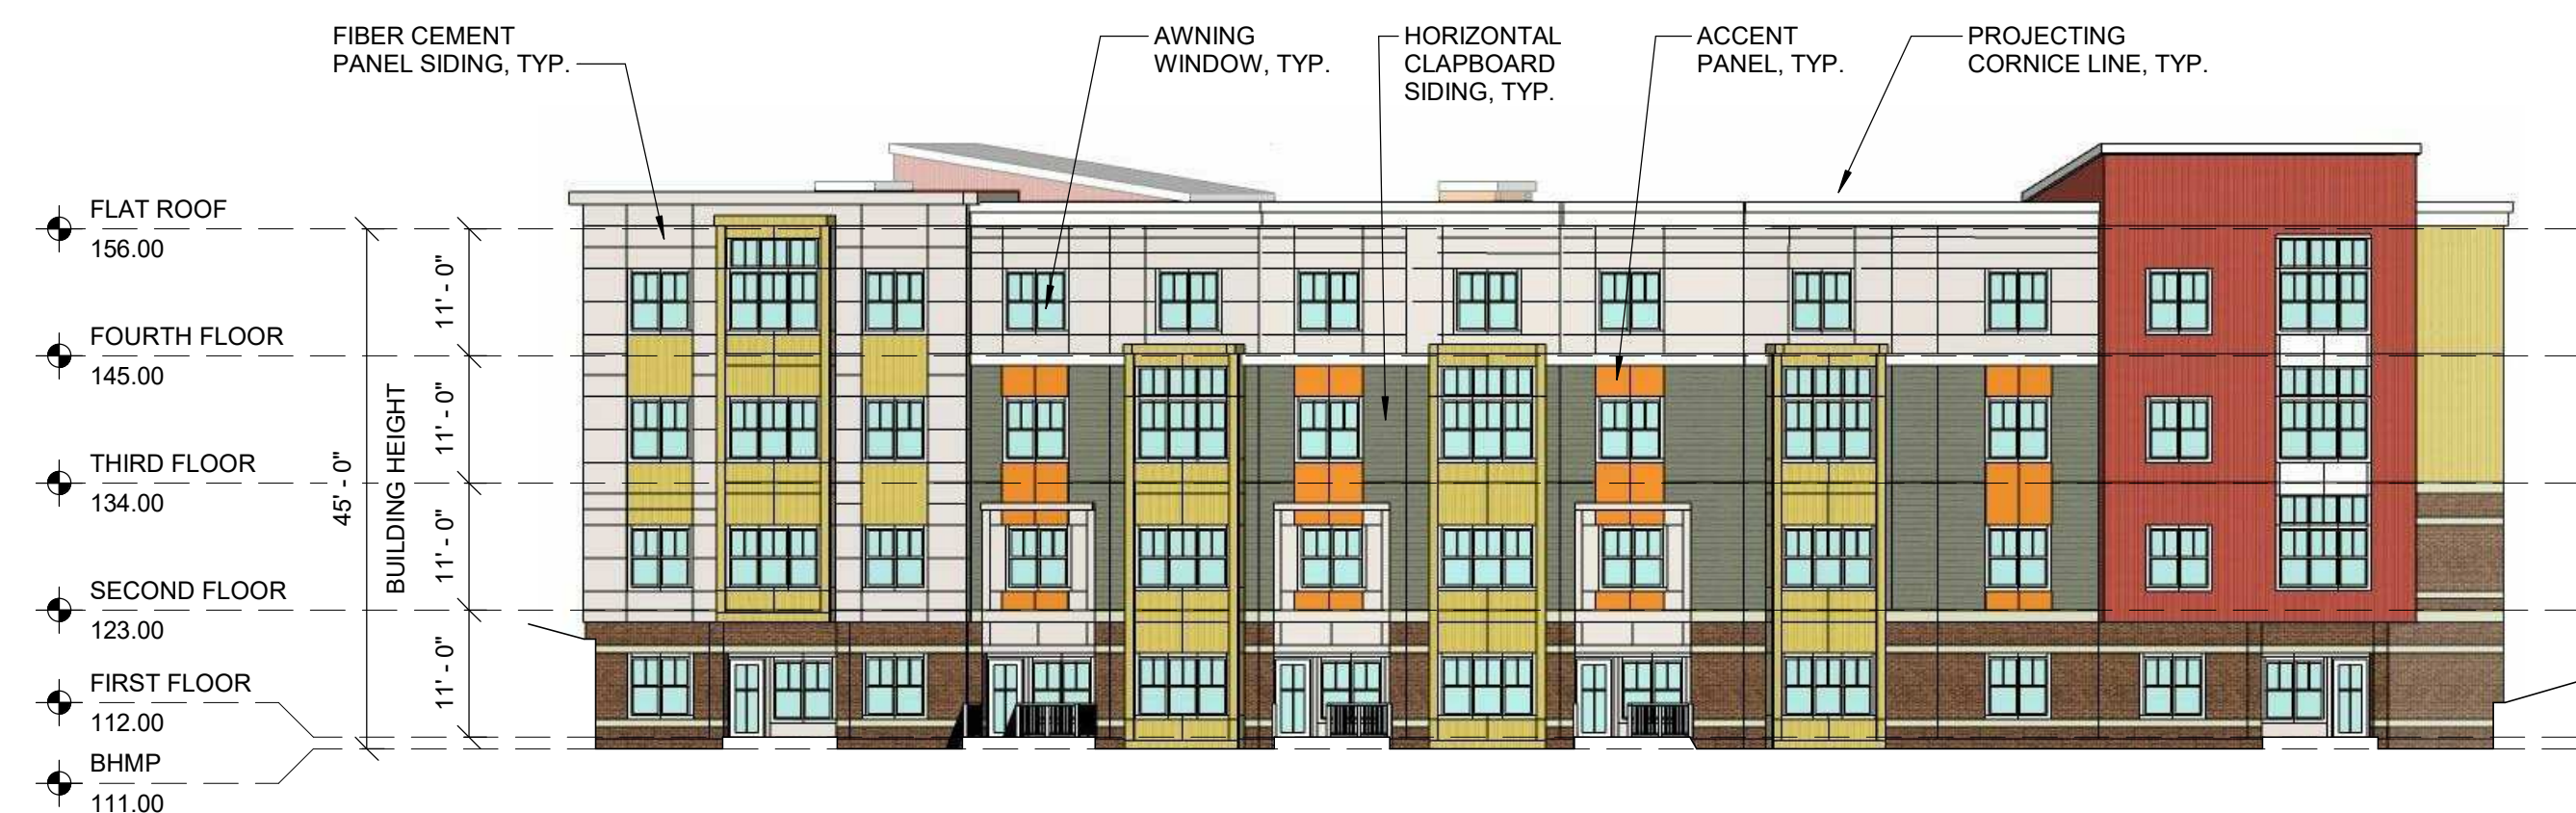 FIBER CEMENT
PANEL SIDING, TYP.
AWNING
WINDOW, TYP.
HORIZONTAL
CLAPBOARD
SIDING, TYP.
ACCENT
PANEL, TYP.
PROJECTING
CORNICE LINE, TYP.
FLAT ROOF
156.00
FOURTH FLOOR
145.00
THIRD FLOOR
134.00
SECOND FLOOR
123.00
FIRST FLOOR
112.00
BHMP
111.00
45' - 0"
BUILDING HEIGHT
11' - 0"
11' - 0"
11' - 0"
11' - 0"